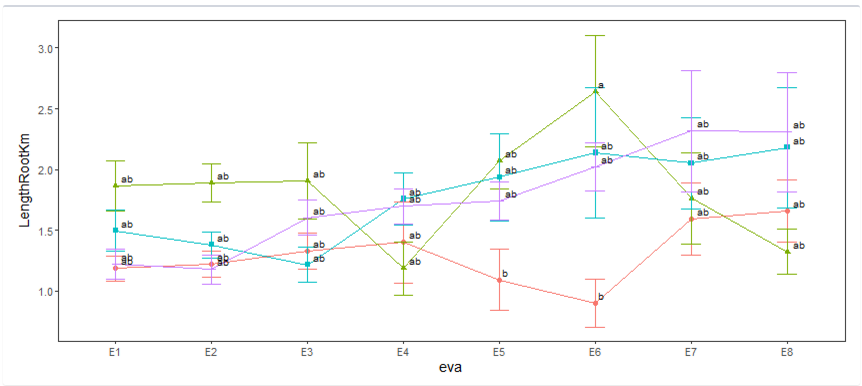 LengthRootKm
3.0
2.5
2.0
1.5
1.0
ab ab ab ab ab a ab ab
ab ab ab ab ab ab ab ab
ab ab ab ab ab ab ab ab
ab ab ab ab b b ab ab
E1 E2 E3 E4 E5 E6 E7 E8
eva